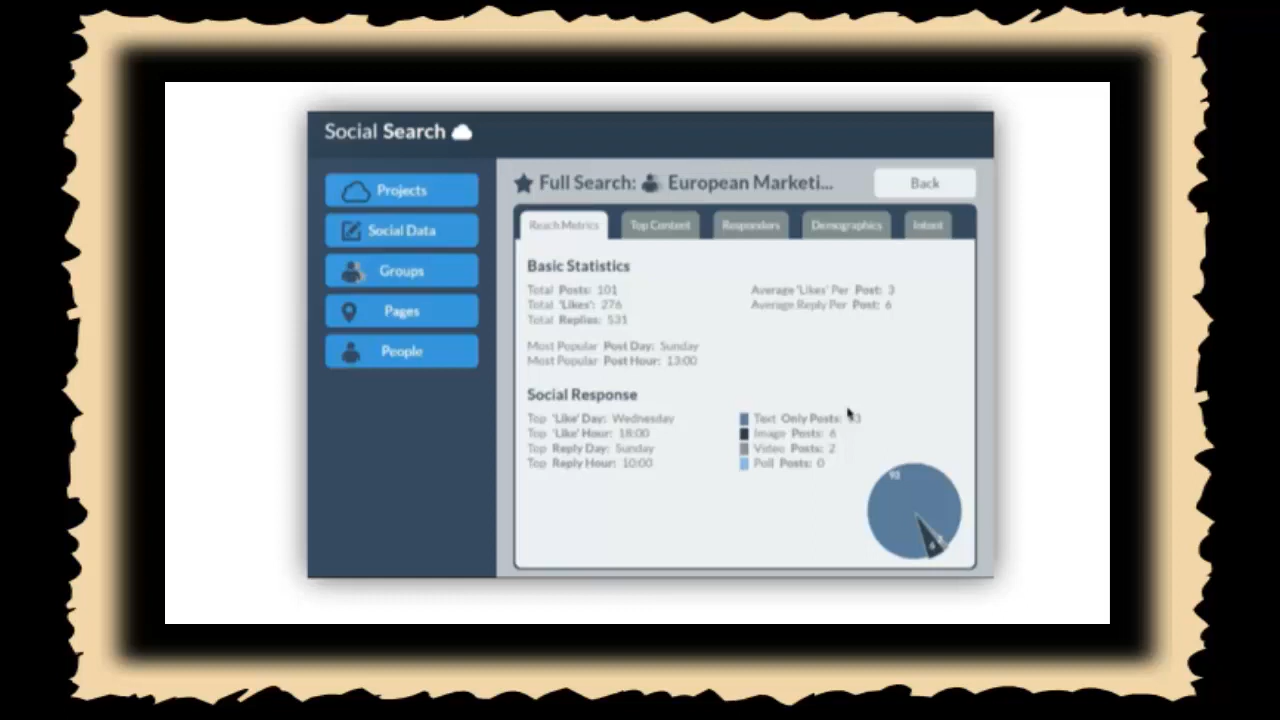 Social Search
Projects
Social Data
Groups
Pages
People
Full Search: European Marketi...
Back
Reach Metrics
Top Content
Responders
Demographics
Intent
Basic Statistics
Total Posts: 101
Total 'Likes': 276
Total Replies: 531
Average 'Likes' Per Post: 3
Average Reply Per Post: 6
Most Popular Post Day: Sunday
Most Popular Post Hour: 13:00
Social Response
Top 'Like' Day: Wednesday
Top 'Like' Hour: 18:00
Top Reply Day: Sunday
Top Reply Hour: 10:00
Text Only Posts:
Image Posts: 6
Video Posts: 2
Poll Posts: 0
93
6
2